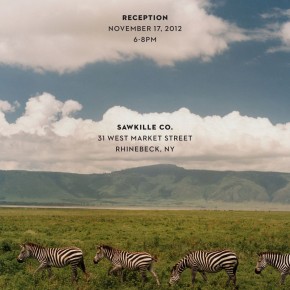 RECEPTION
NOVEMBER 17, 2012
6-8PM
SAWKILLE CO.
31 WEST MARKET STREET
RHINEBECK, NY